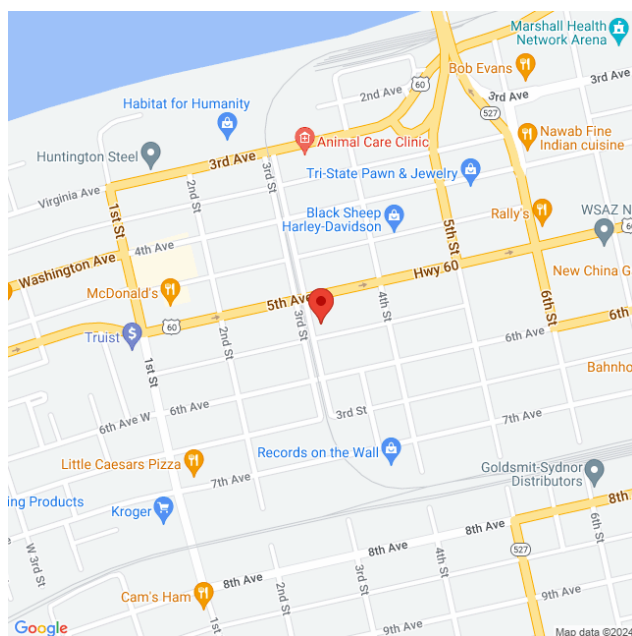 Marshall Health
Network Arena
Bob Evans
60
2nd Ave
3rd Ave
3rd Ave
Habitat for Humanity
527
Animal Care Clinic
Nawab Fine
Indian cuisine
Huntington Steel
3rd Ave
3rd St
Tri-State Pawn & Jewelry
Virginia Ave
2nd St
1st St
Black Sheep
Harley-Davidson
Rally's
WSAZ N
5th St
60
4th Ave
Washington Ave
Hwy 60
New China G
McDonald's
5th Ave
4th St
6th St
3rd St
60
6th
Truist
2nd St
6th Ave
1st St
Bahnho
6th Ave
3rd St
7th Ave
6th Ave W
Records on the Wall
Little Caesars Pizza
Goldsmit-Sydnor
Distributors
7th Ave
ing Products
Kroger
8th
W 3rd St
8th Ave
4th St
6th St
527
8th Ave
3rd St
8th Ave
2nd St
Cam's Ham
9th Ave
1st
9th Ave
Google
Map data ©2024